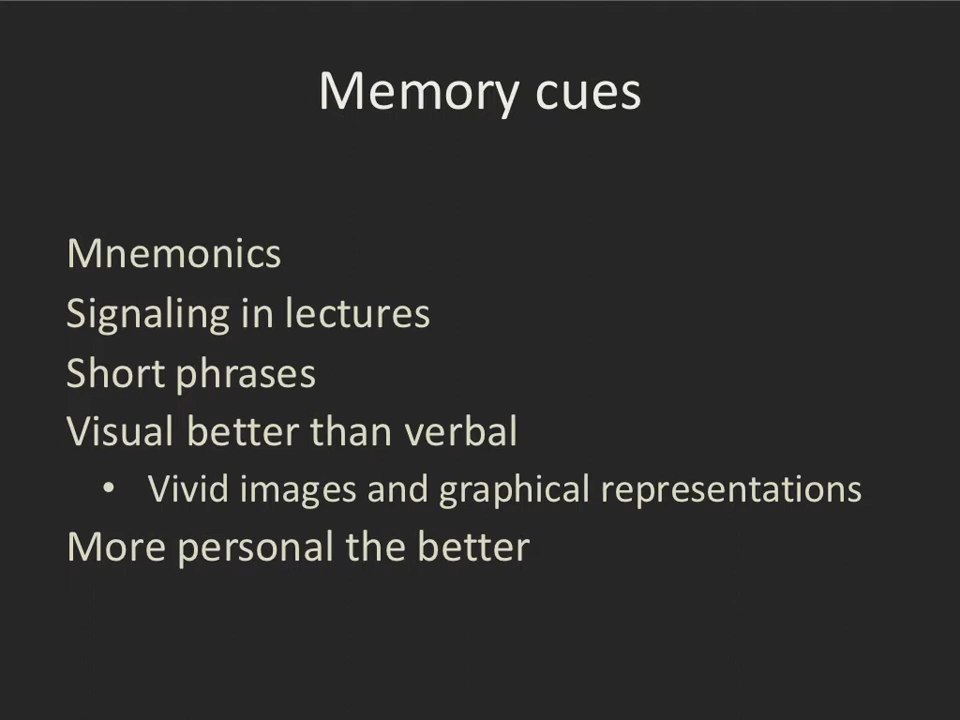 Memory cues
Mnemonics
Signaling in lectures
Short phrases
Visual better than verbal
• Vivid images and graphical representations
More personal the better